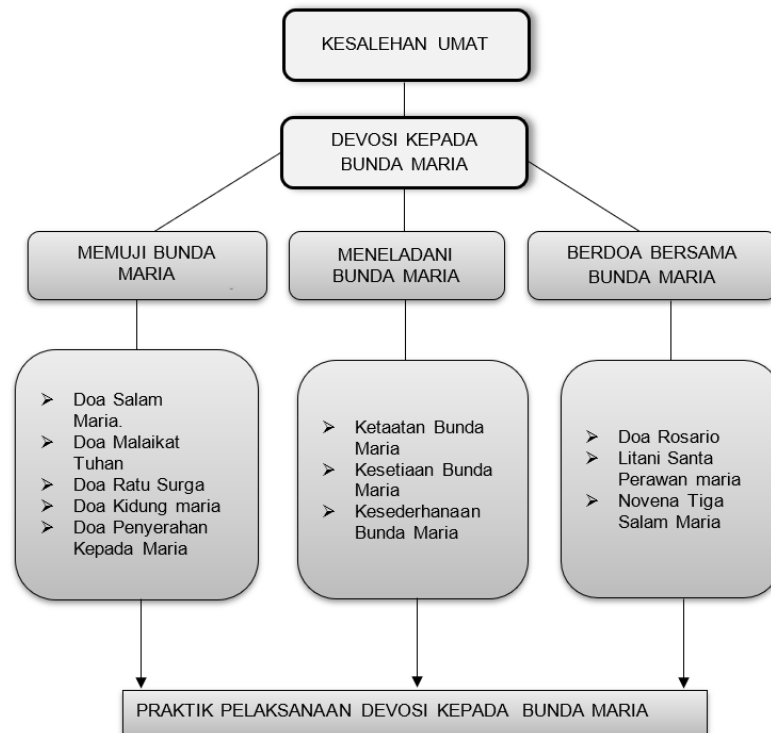 KESALEHAN UMAT
DEVOSI KEPADA
BUNDA MARIA
MEMUJI BUNDA
MARIA
MENELADANI
BUNDA MARIA
BERDOA BERSAMA
BUNDA MARIA
➢ Doa Salam
Maria.
➢ Doa Malaikat
Tuhan
➢ Doa Ratu Surga
➢ Doa Kidung maria
➢ Doa Penyerahan
Kepada Maria
➢ Ketaatan Bunda
Maria
➢ Kesetiaan Bunda
Maria
➢ Kesederhanaan
Bunda Maria
➢ Doa Rosario
➢ Litani Santa
Perawan maria
➢ Novena Tiga
Salam Maria
PRAKTIK PELAKSANAAN DEVOSI KEPADA BUNDA MARIA